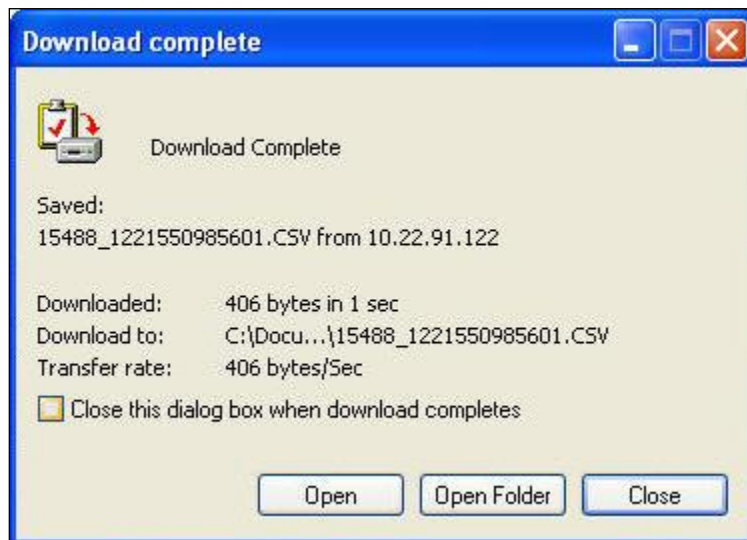 Download complete
Download Complete
Saved:
15488_1221550985601.CSV from 10.22.91.122
Downloaded: 406 bytes in 1 sec
Download to: C:\Docu...\15488_1221550985601.CSV
Transfer rate: 406 bytes/Sec
Close this dialog box when download completes
Open Open Folder Close